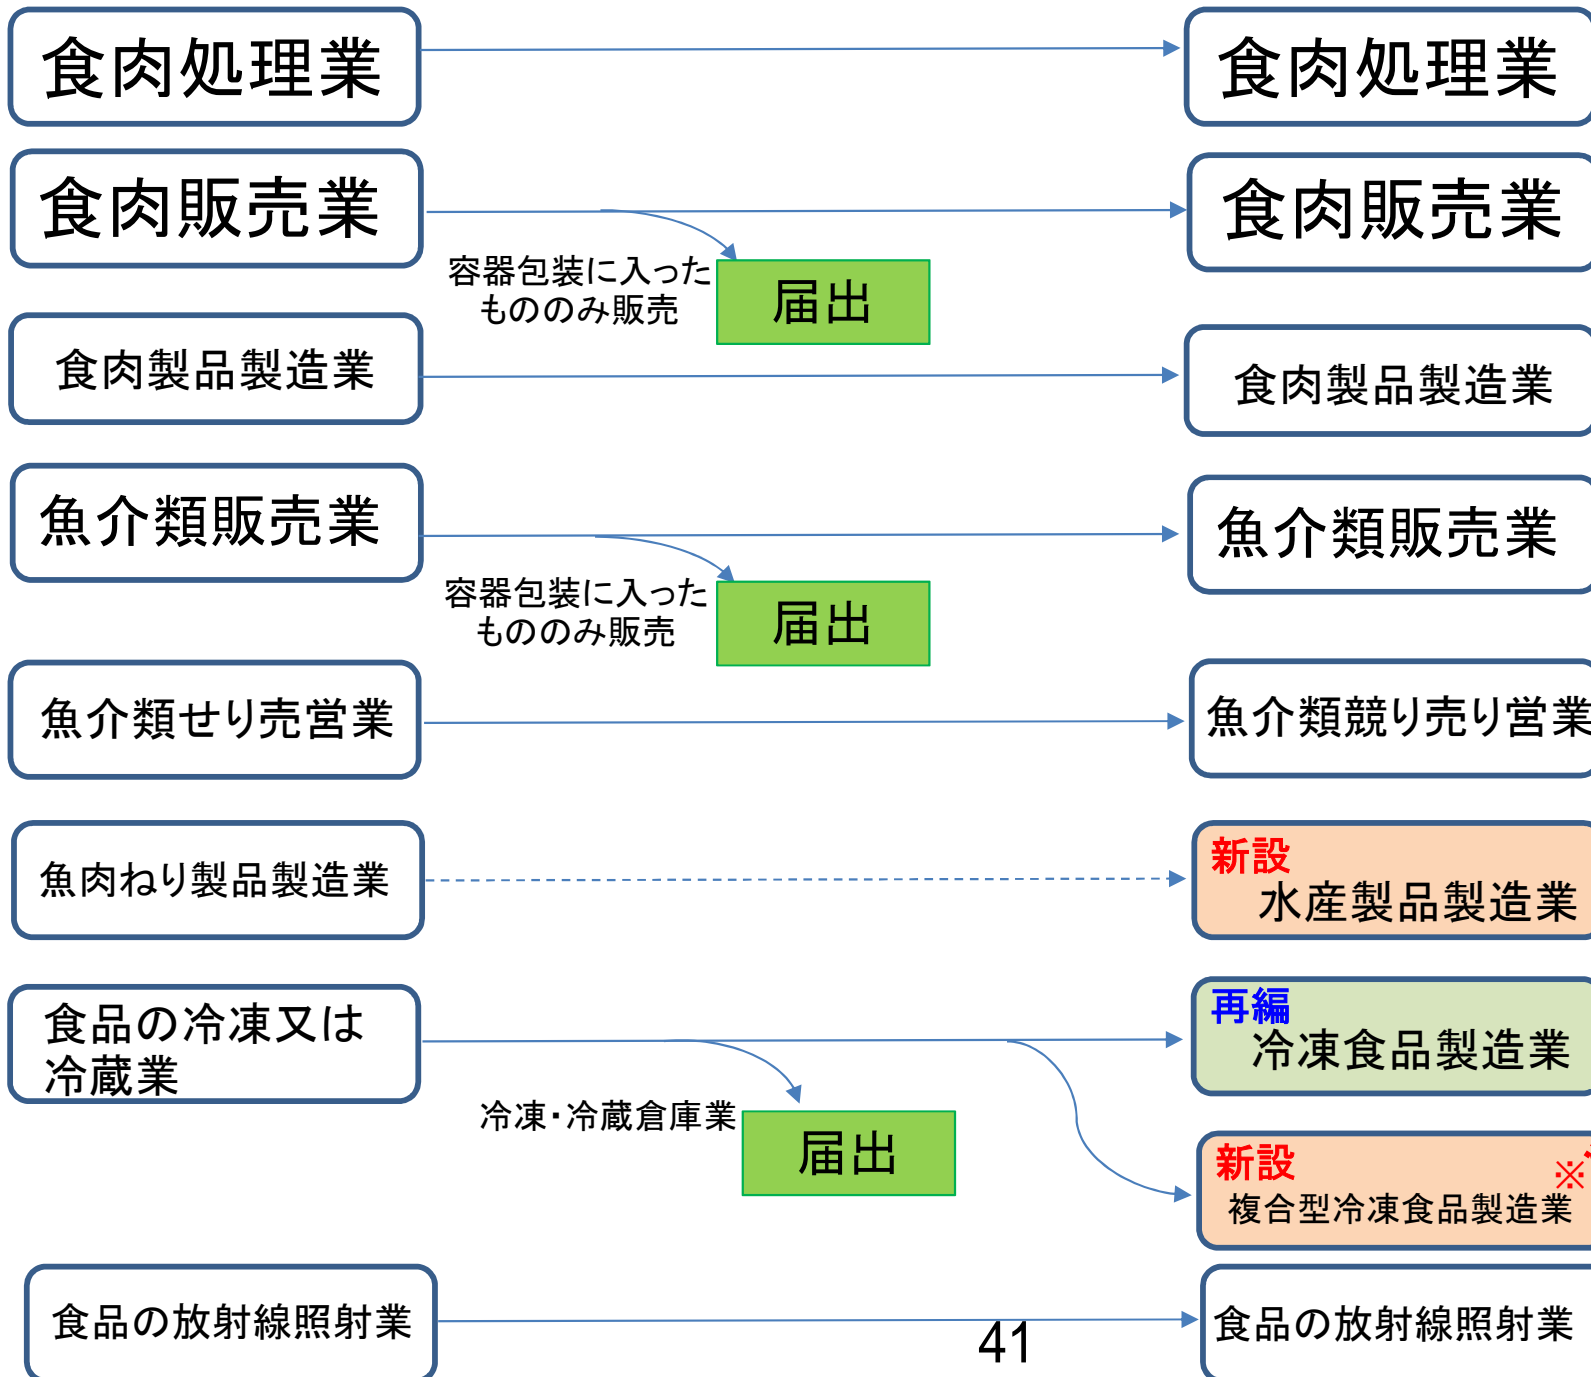 食肉処理業
食肉処理業
食肉販売業
食肉販売業
容器包装に入った
もののみ販売
届出
食肉製品製造業
食肉製品製造業
魚介類販売業
魚介類販売業
容器包装に入った
もののみ販売
届出
魚介類せり売営業
魚介類競り売り営業
魚肉ねり製品製造業
新設
水産製品製造業
食品の冷凍又は
冷蔵業
再編
冷凍食品製造業
冷凍・冷蔵倉庫業
届出
新設
※
複合型冷凍食品製造業
食品の放射線照射業
食品の放射線照射業
41